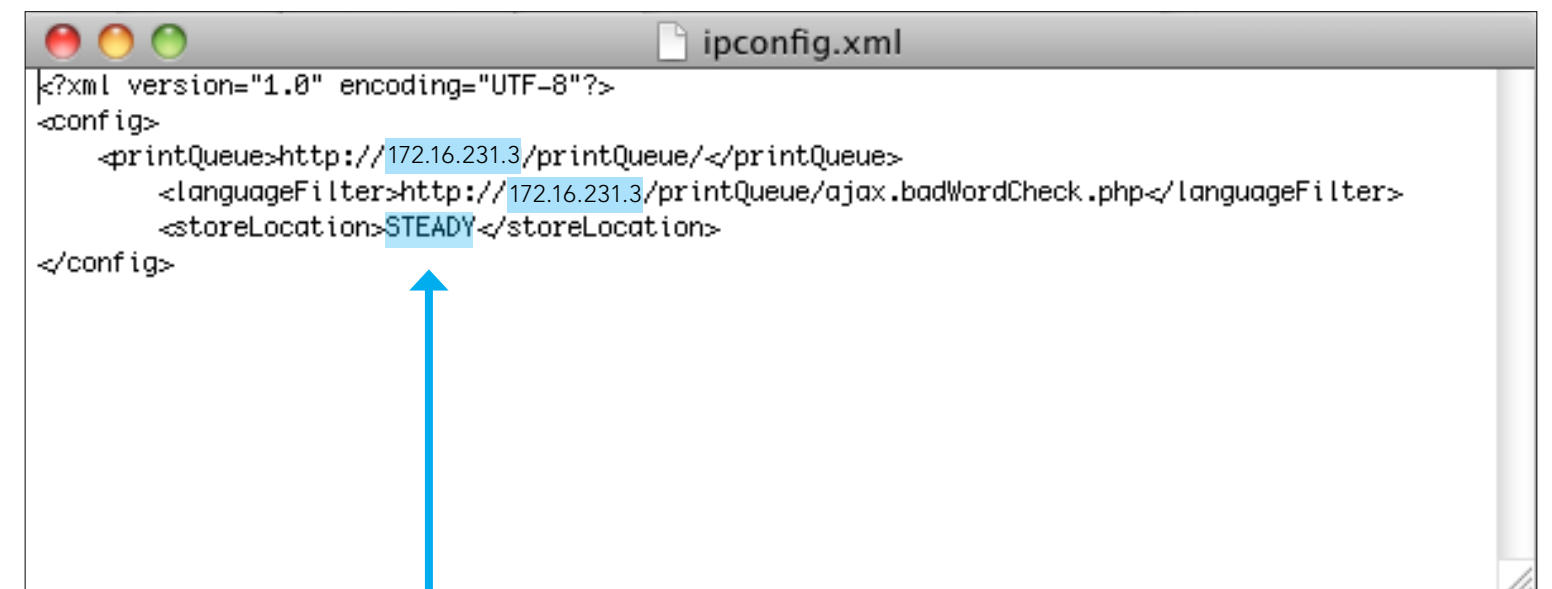 ipconfig.xml
<?xml version="1.0" encoding="UTF-8"?>
<config>
    <printQueue>http://172.16.231.3/printQueue/</printQueue>
        <languageFilter>http://172.16.231.3/printQueue/ajax.badWordCheck.php</languageFilter>
        <storeLocation>STEADY</storeLocation>
</config>